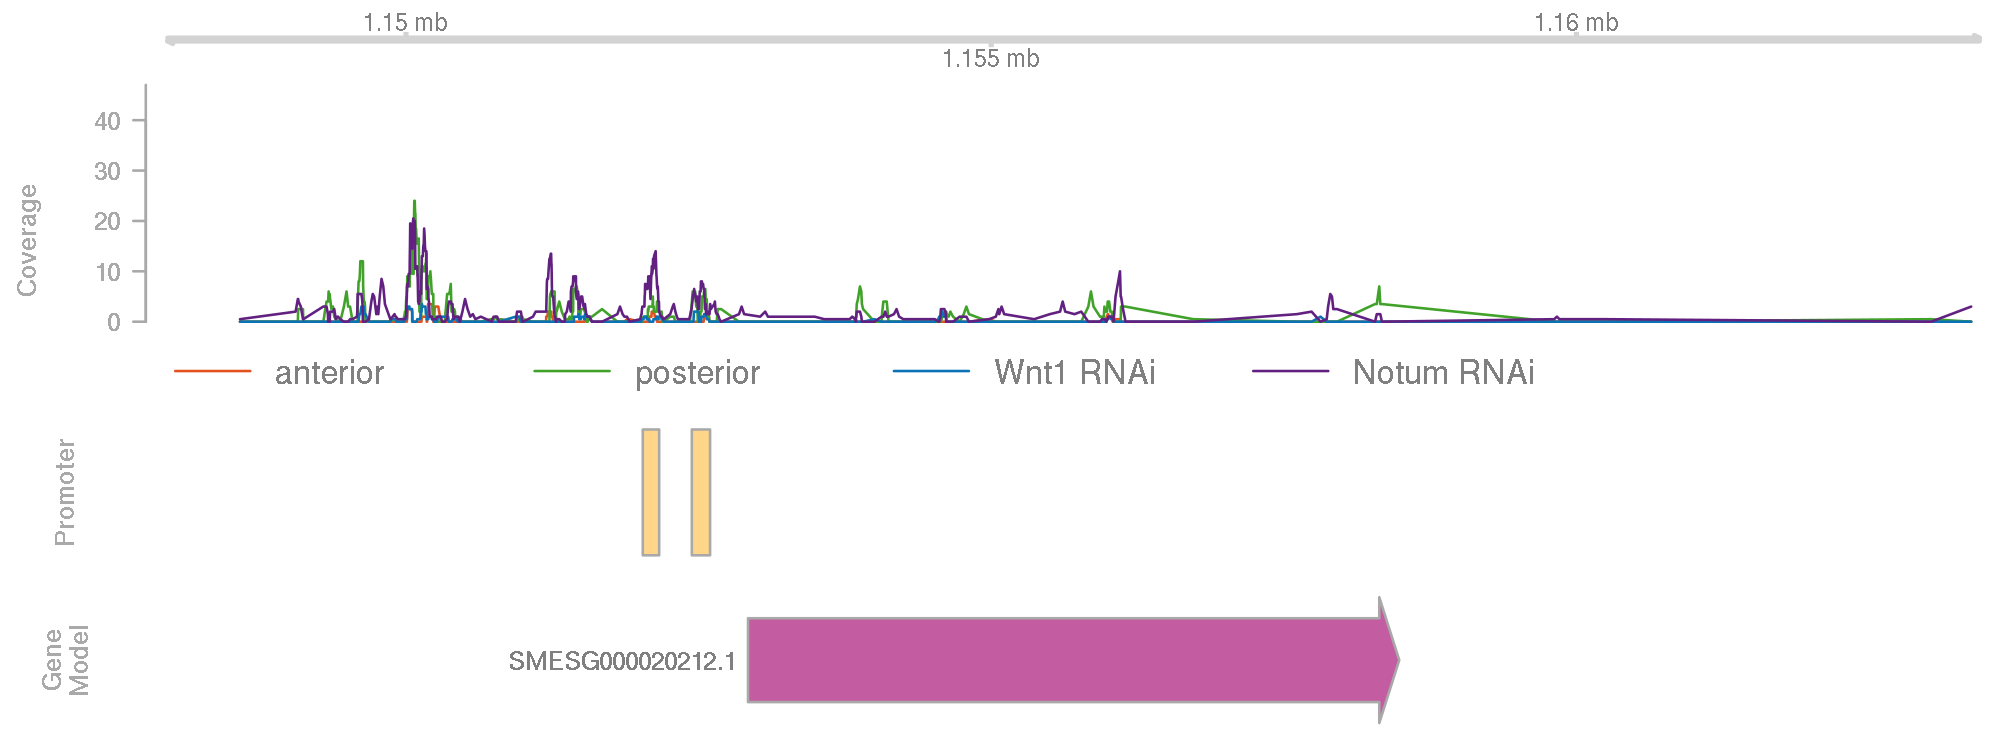 1.15 mb
1.16 mb
1.155 mb
Coverage
40
30
20
10
0
anterior posterior Wnt1 RNAi Notum RNAi
Promoter
Gene
Model
SMESG000020212.1